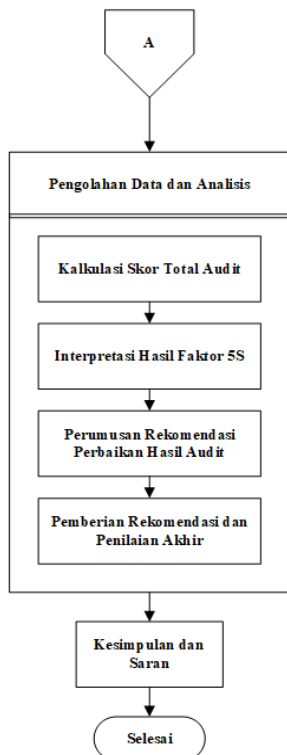 A
Pengolahan Data dan Analisis
Kalkulasi Skor Total Audit
Interpretasi Hasil Faktor 5S
Perumusan Rekomendasi
Perbaikan Hasil Audit
Pemberian Rekomendasi dan
Penilaian Akhir
Kesimpulan dan
Saran
Selesai